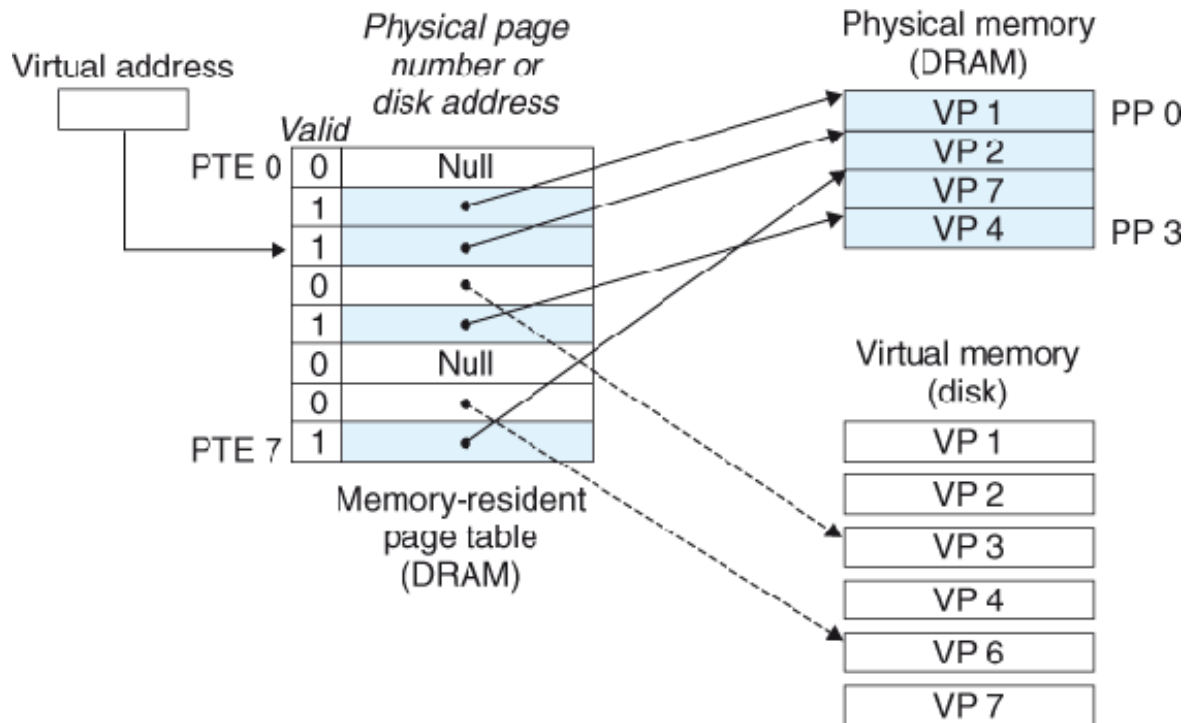 Virtual address
Physical page
number or
disk address
Valid
PTE 0
0
Null
1
1
0
1
0
Null
0
PTE 7
1
Memory-resident
page table
(DRAM)
Physical memory
(DRAM)
VP 1
PP 0
VP 2
VP 7
VP 4
PP 3
Virtual memory
(disk)
VP 1
VP 2
VP 3
VP 4
VP 6
VP 7